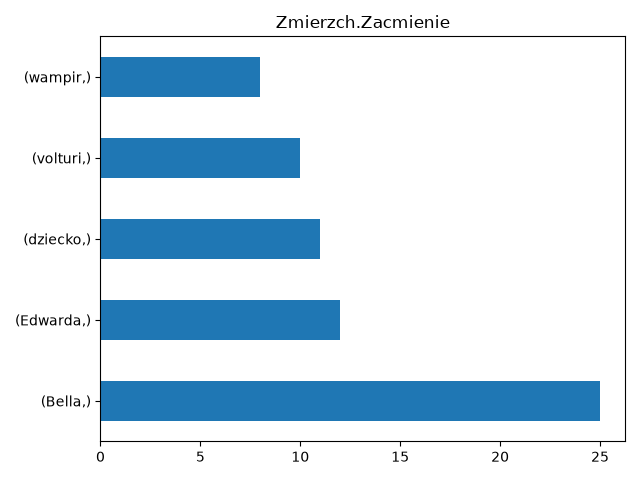 Zmierzch.Zacmienie
(wampir,)
(volturi,)
(dziecko,)
(Edwarda,)
(Bella,)
0 5 10 15 20 25